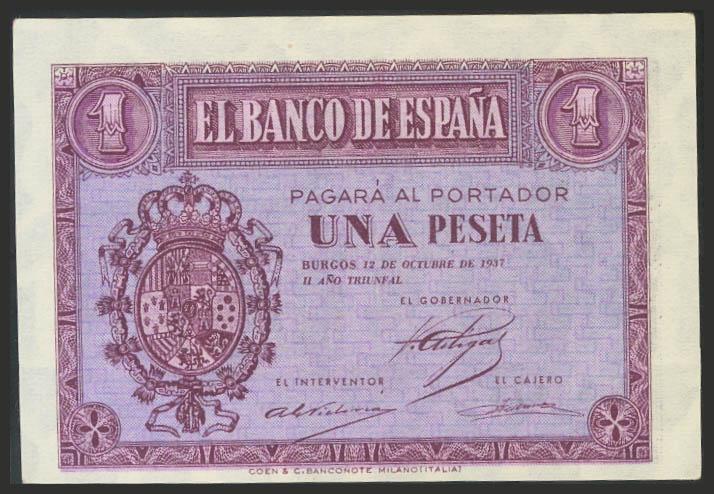 1 EL BANCO DE ESPAÑA 1
PAGARÁ AL PORTADOR
UNA PESETA
BURGOS 12 DE OCTUBRE DE 1937
II AÑO TRIUNFAL
EL GOBERNADOR
EL INTERVENTOR EL CAJERO
COEN & C. BANCONOTE. MILANO (ITALIA)